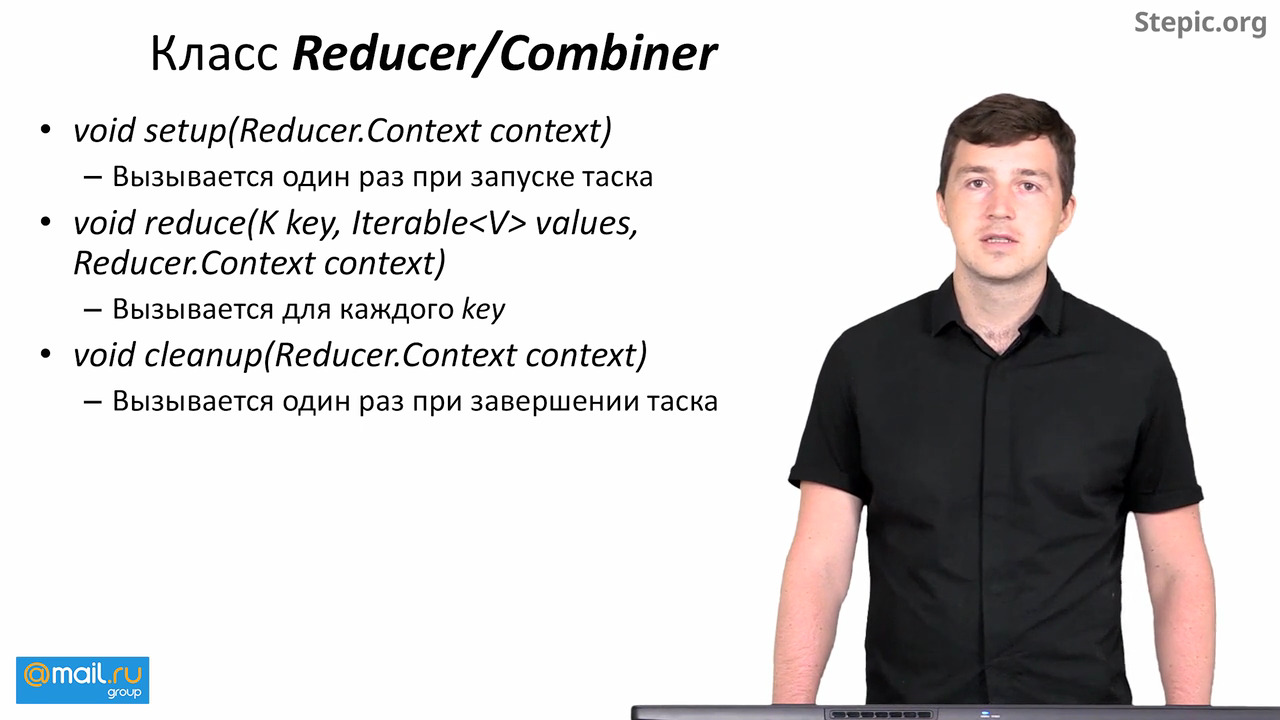 Stepic.org
Класс Reducer/Combiner
• void setup(Reducer.Context context)
– Вызывается один раз при запуске таска
• void reduce(K key, Iterable<V> values,
Reducer.Context context)
– Вызывается для каждого key
• void cleanup(Reducer.Context context)
– Вызывается один раз при завершении таска
@mail.ru
group